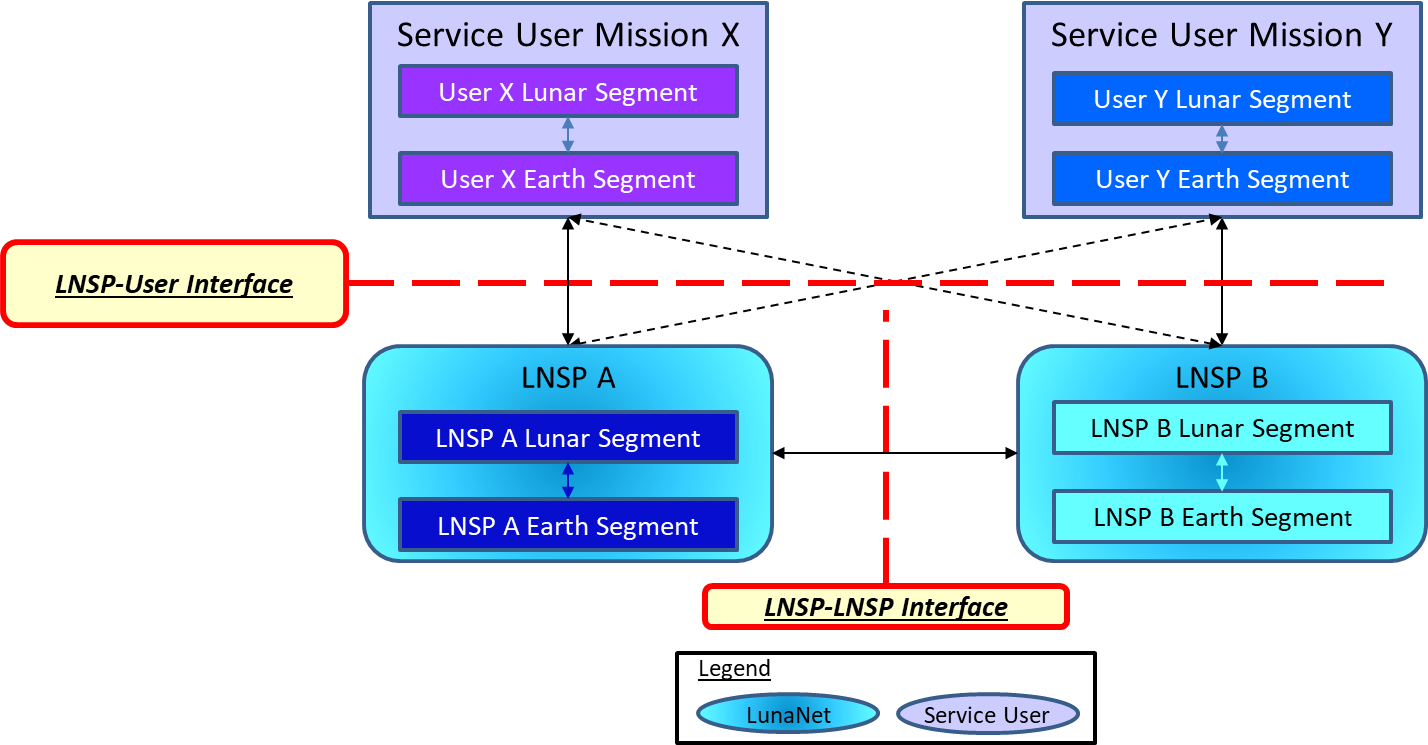 Service User Mission X
User X Lunar Segment
User X Earth Segment
Service User Mission Y
User Y Lunar Segment
User Y Earth Segment
LNSP-User Interface
LNSP A
LNSP A Lunar Segment
LNSP A Earth Segment
LNSP B
LNSP B Lunar Segment
LNSP B Earth Segment
LNSP-LNSP Interface
Legend
LunaNet
Service User